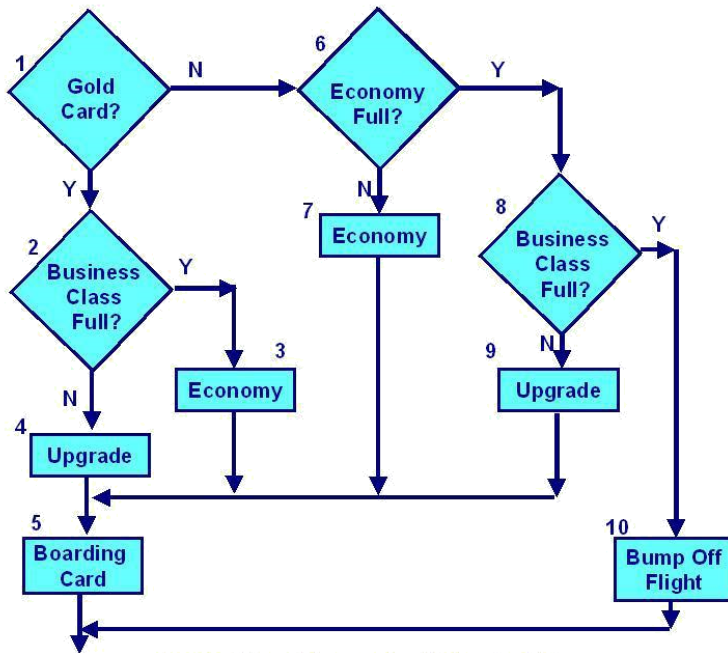 1
Gold
Card?
N
6
Economy
Full?
Y
Y
N
2
Business
Class
Full?
Y
7
Economy
8
Business
Class
Full?
Y
N
3
Economy
N
9
Upgrade
4
Upgrade
5
Boarding
Card
10
Bump Off
Flight